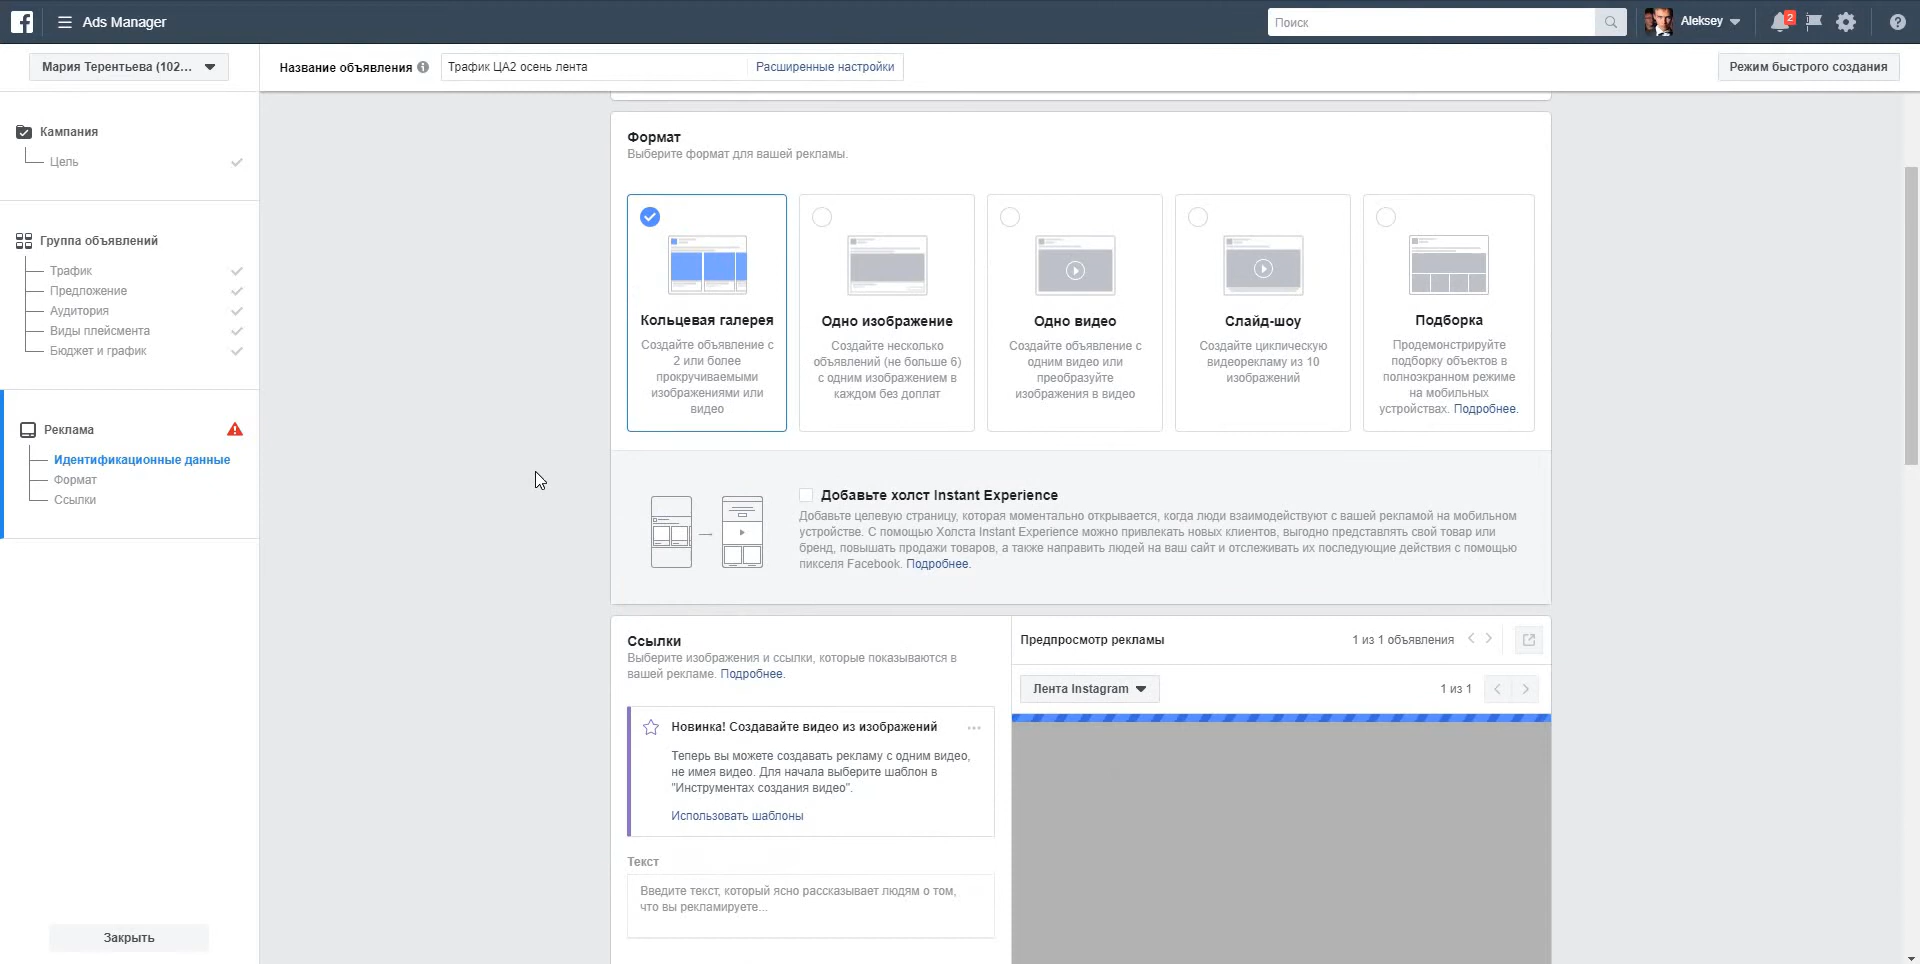 Ads Manager
Поиск
Aleksey
2
Мария Терентьева (102...
Название объявления
Трафик ЦА2 осень лента
Расширенные настройки
Режим быстрого создания
Кампания
Цель
Группа объявлений
Трафик
Предложение
Аудитория
Виды плейсмента
Бюджет и график
Реклама
Идентификационные данные
Формат
Ссылки
Закрыть
Формат
Выберите формат для вашей рекламы.
Кольцевая галерея
Создайте объявление с
2 или более
прокручиваемыми
изображениями или
видео
Одно изображение
Создайте несколько
объявлений (не больше 6)
с одним изображением в
каждом без доплат
Одно видео
Создайте объявление с
одним видео или
преобразуйте
изображения в видео
Слайд-шоу
Создайте циклическую
видеорекламу из 10
изображений
Подборка
Продемонстрируйте
подборку объектов в
полноэкранном режиме
на мобильных
устройствах. Подробнее.
Добавьте холст Instant Experience
Добавьте целевую страницу, которая моментально открывается, когда люди взаимодействуют с вашей рекламой на мобильном
устройстве. С помощью Холста Instant Experience можно привлекать новых клиентов, выгодно представлять свой товар или
бренд, повышать продажи товаров, а также направить людей на ваш сайт и отслеживать их последующие действия с помощью
пикселя Facebook. Подробнее.
Ссылки
Выберите изображения и ссылки, которые показываются в
вашей рекламе. Подробнее.
Новинка! Создавайте видео из изображений
Теперь вы можете создавать рекламу с одним видео,
не имея видео. Для начала выберите шаблон в
"Инструментах создания видео".
Использовать шаблоны
Текст
Введите текст, который ясно рассказывает людям о том,
что вы рекламируете...
Предпросмотр рекламы
1 из 1 объявления
Лента Instagram
1 из 1